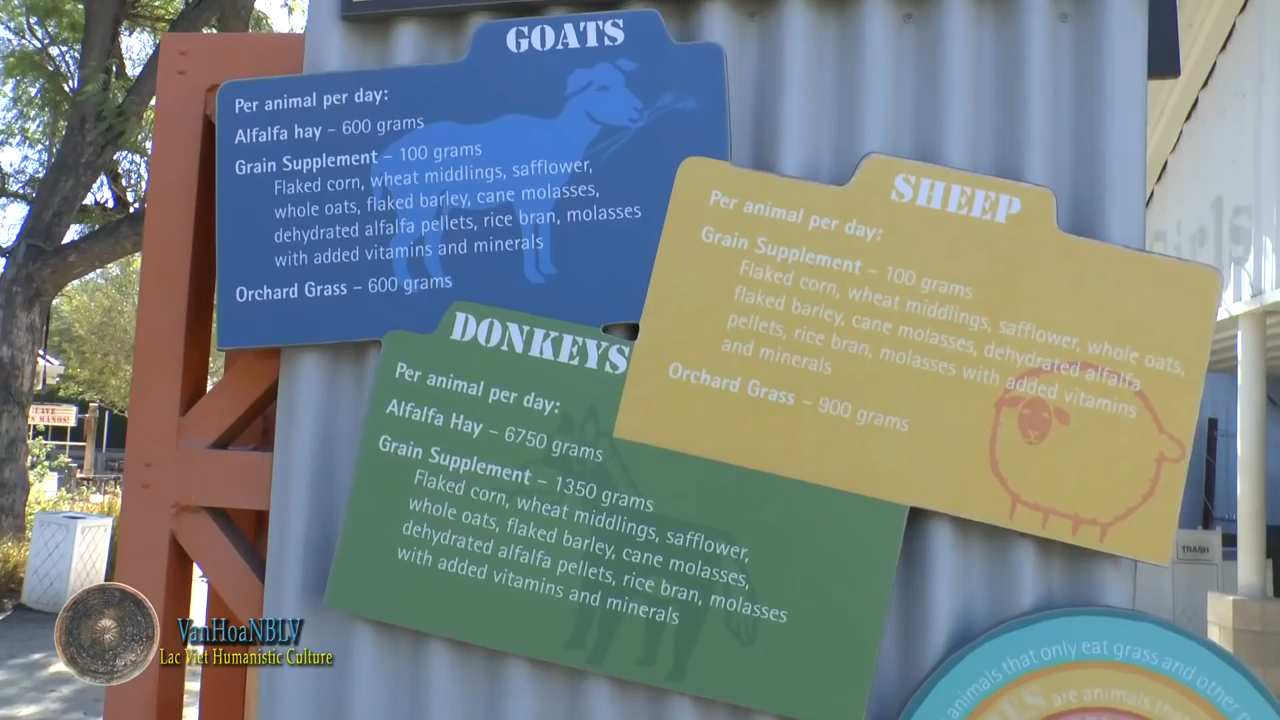 GOATS
Per animal per day:
Alfalfa hay – 600 grams
Grain Supplement – 100 grams
Flaked corn, wheat middlings, safflower,
whole oats, flaked barley, cane molasses,
dehydrated alfalfa pellets, rice bran, molasses
with added vitamins and minerals
Orchard Grass – 600 grams
SHEEP
Per animal per day:
Grain Supplement – 100 grams
Flaked corn, wheat middlings, safflower, whole oats,
flaked barley, cane molasses, dehydrated alfalfa
pellets, rice bran, molasses with added vitamins
and minerals
Orchard Grass – 900 grams
DONKEYS
Per animal per day:
Alfalfa Hay – 6750 grams
Grain Supplement – 1350 grams
Flaked corn, wheat middlings, safflower,
whole oats, flaked barley, cane molasses,
dehydrated alfalfa pellets, rice bran, molasses
with added vitamins and minerals
TRASH
animals that only eat grass and other
are animals
VanHoaNBLV
Lac Viet Humanistic Culture